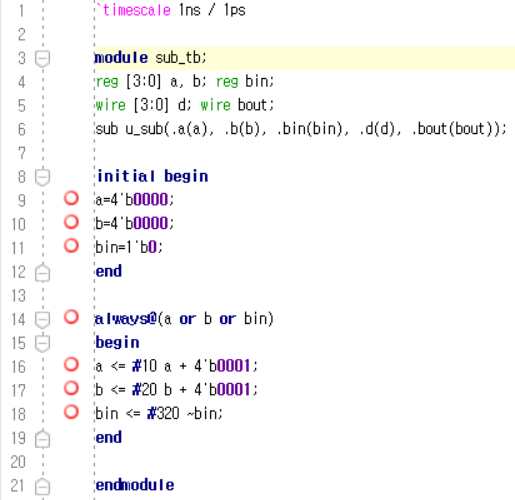 1 `timescale 1ns / 1ps
2
3 module sub_tb;
4 reg [3:0] a, b; reg bin;
5 wire [3:0] d; wire bout;
6 sub u_sub(.a(a), .b(b), .bin(bin), .d(d), .bout(bout));
7
8 initial begin
9 a=4'b0000;
10 b=4'b0000;
11 bin=1'b0;
12 end
13
14 always@(a or b or bin)
15 begin
16 a <= #10 a + 4'b0001;
17 b <= #20 b + 4'b0001;
18 bin <= #320 ~bin;
19 end
20
21 endmodule